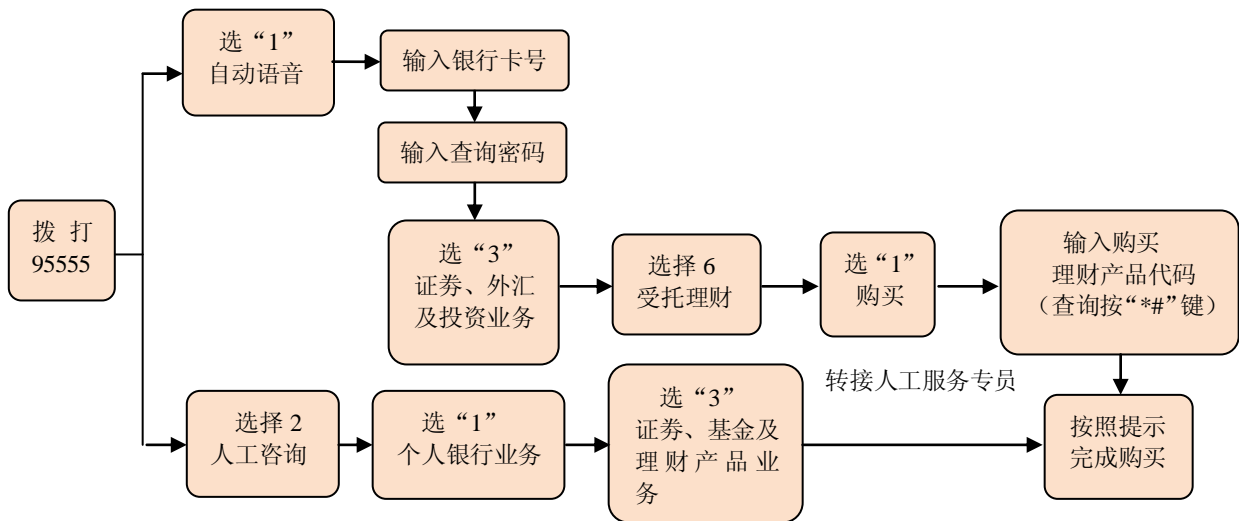 选“1”
自动语音
输入银行卡号
输入查询密码
拨 打
95555
选“3”
证券、外汇
及投资业务
选择 6
受托理财
选“1”
购买
输入购买
理财产品代码
（查询按“*#”键）
转接人工服务专员
选择 2
人工咨询
选“1”
个人银行业务
选“3”
证券、基金及
理 财 产 品 业
务
按照提示
完成购买